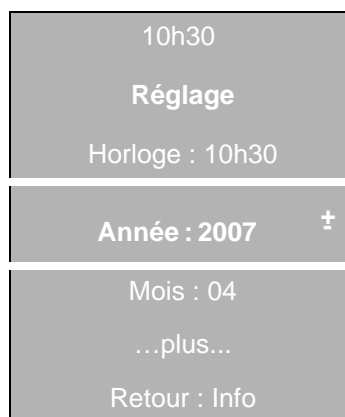 10h30
Réglage
Horloge : 10h30
Année : 2007 ±
Mois : 04
…plus...
Retour : Info